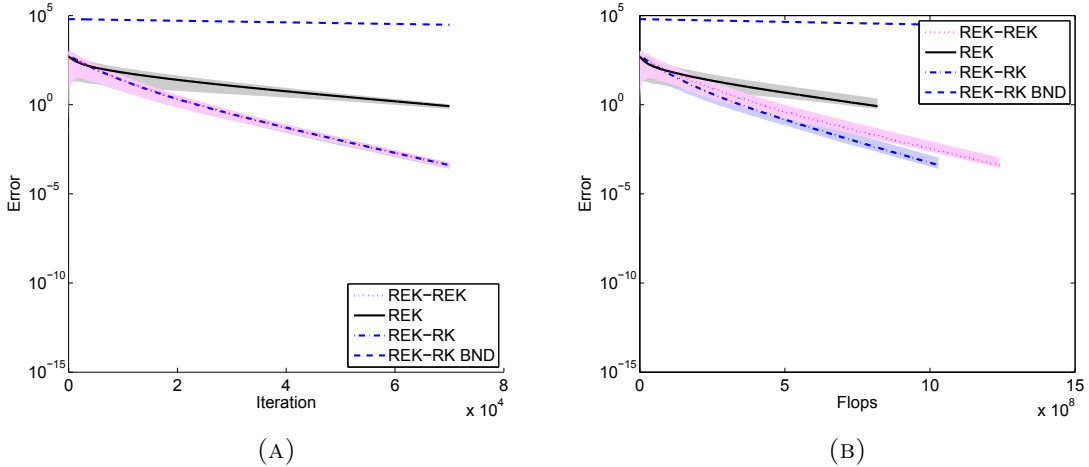 10^5
10^0
10^−5
10^−10
10^−15
Error
0
2
4
6
8
Iteration
x 10^4
REK−REK
REK
REK−RK
REK−RK BND
(A)
10^5
10^0
10^−5
10^−10
10^−15
Error
0
5
10
15
Flops
x 10^8
REK−REK
REK
REK−RK
REK−RK BND
(B)